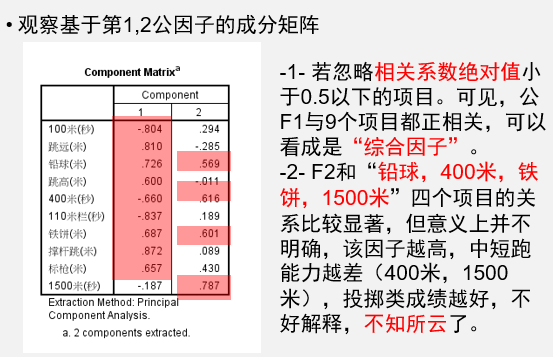 • 观察基于第1,2公因子的成分矩阵
Component Matrixa
Component
1 2
100米(秒) -.804 .294
跳远(米) .810 -.285
铅球(米) .726 .569
跳高(米) .600 -.011
400米(秒) -.660 .616
110米栏(秒) -.837 .189
铁饼(米) .687 .601
撑杆跳(米) .872 .089
标枪(米) .657 .430
1500米(秒) -.187 .787
Extraction Method: Principal
Component Analysis.
a. 2 components extracted.
-1- 若忽略相关系数绝对值小
于0.5以下的项目。可见，公
F1与9个项目都正相关，可以
看成是“综合因子”。
-2- F2和“铅球，400米，铁
饼，1500米”四个项目的关
系比较显著，但意义上并不
明确，该因子越高，中短跑
能力越差（400米，1500
米），投掷类成绩越好，不
好解释，不知所云了。